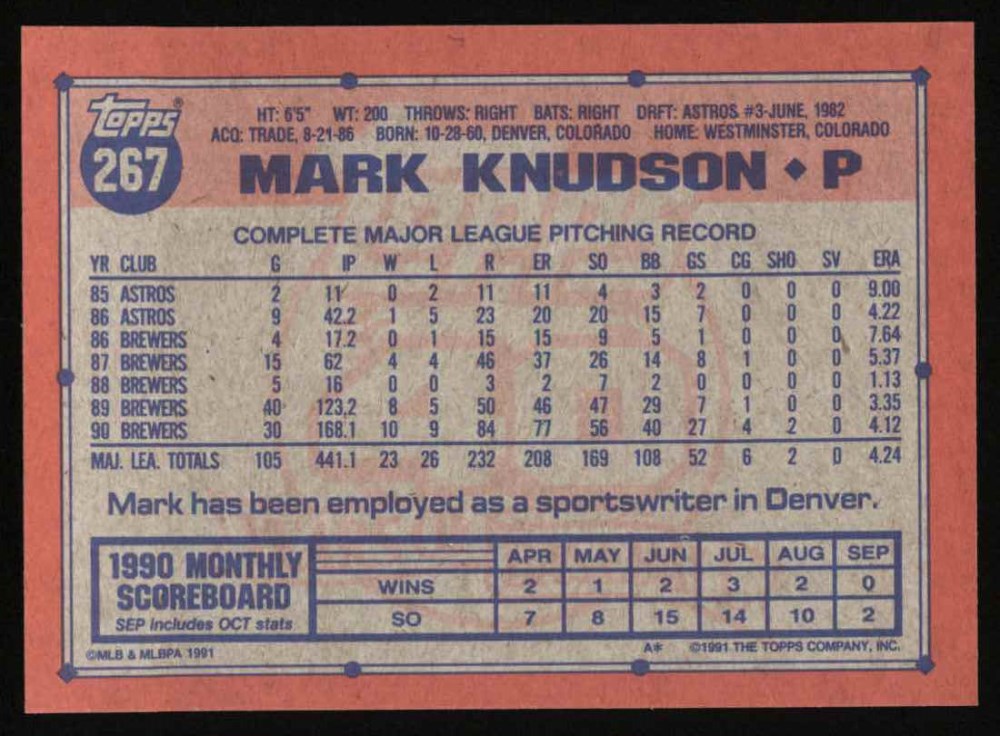 Topps®
267
HT: 6'5" WT: 200 THROWS: RIGHT BATS: RIGHT DRFT: ASTROS #3-JUNE, 1982
ACQ: TRADE, 8-21-86 BORN: 10-28-60, DENVER, COLORADO HOME: WESTMINSTER, COLORADO
MARK KNUDSON ♦ P
COMPLETE MAJOR LEAGUE PITCHING RECORD
YR CLUB G IP W L R ER SO BB GS CG SHO SV ERA
85 ASTROS 2 11 0 2 11 11 4 3 2 0 0 0 9.00
86 ASTROS 9 42.2 1 5 23 20 20 15 7 0 0 0 4.22
86 BREWERS 4 17.2 0 1 15 15 9 5 1 0 0 0 7.64
87 BREWERS 15 62 4 4 46 37 26 14 8 1 0 0 5.37
88 BREWERS 5 16 0 0 3 2 7 2 0 0 0 0 1.13
89 BREWERS 40 123.2 8 5 50 46 47 29 7 1 0 0 3.35
90 BREWERS 30 168.1 10 9 84 77 56 40 27 4 2 0 4.12
MAJ. LEA. TOTALS 105 441.1 23 26 232 208 169 108 52 6 2 0 4.24
Mark has been employed as a sportswriter in Denver.
1990 MONTHLY
SCOREBOARD
SEP includes OCT stats
APR MAY JUN JUL AUG SEP
WINS 2 1 2 3 2 0
SO 7 8 15 14 10 2
©MLB & MLBPA 1991
A* ©1991 THE TOPPS COMPANY, INC.